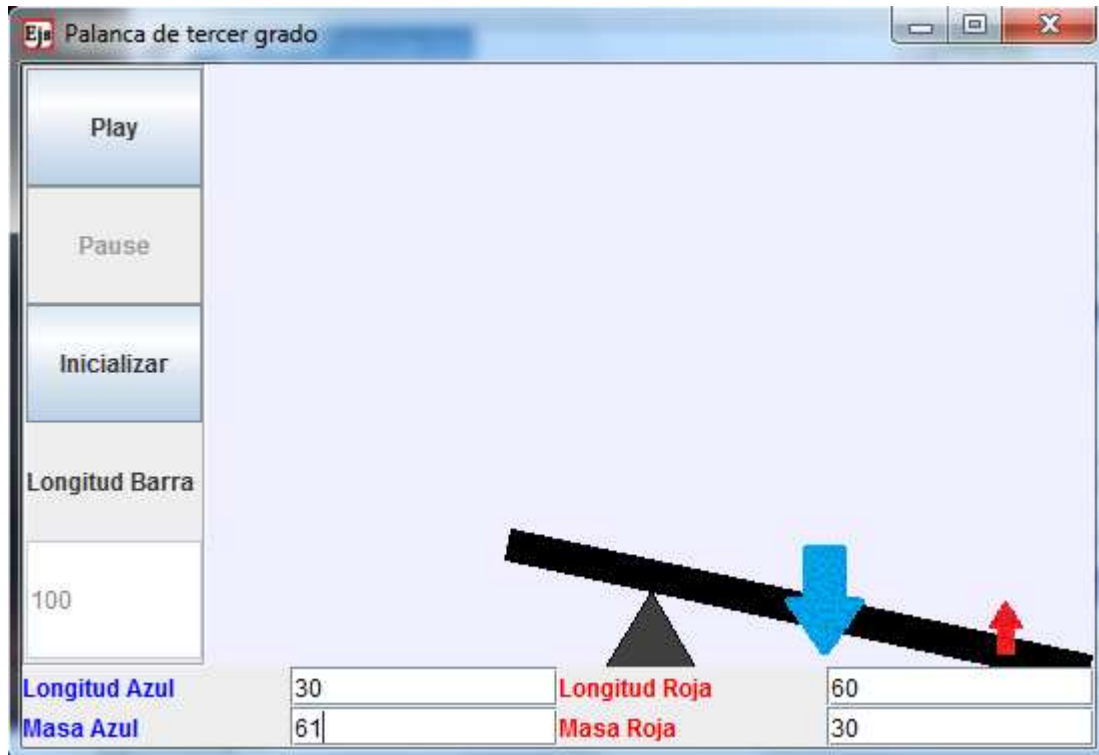 Ejs Palanca de tercer grado
Play
Pause
Inicializar
Longitud Barra
100
Longitud Azul 30 Longitud Roja 60
Masa Azul 61 Masa Roja 30